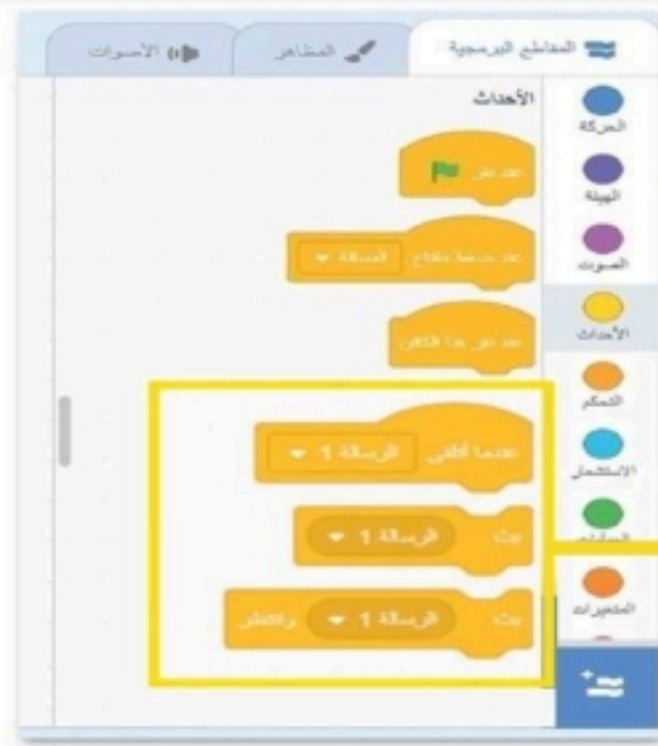 المقاطع البرمجية
المظاهر
الأصوات
الحركة
الهيئة
الصوت
الأحداث
التحكم
الاستشعار
المتغيرات
الأحداث
عند نقر
عند ضغط مفتاح المسافة
عند نقر هذا الكائن
عندما أتلقى الرسالة 1
بث الرسالة 1
بث الرسالة 1 وانتظر